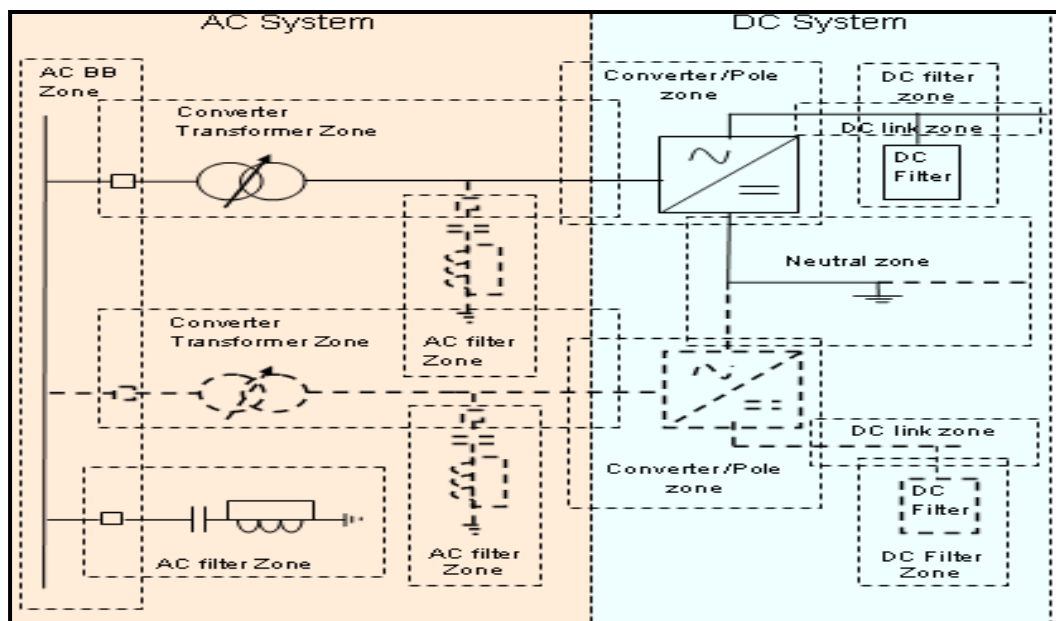 AC System
DC System
AC BB
Zone
Converter
Transformer Zone
Converter/Pole
zone
DC filter
zone
DC link zone
DC
Filter
Neutral zone
AC filter
Zone
Converter
Transformer Zone
DC link zone
Converter/Pole
zone
DC
Filter
DC Filter
Zone
AC filter Zone
AC filter
Zone